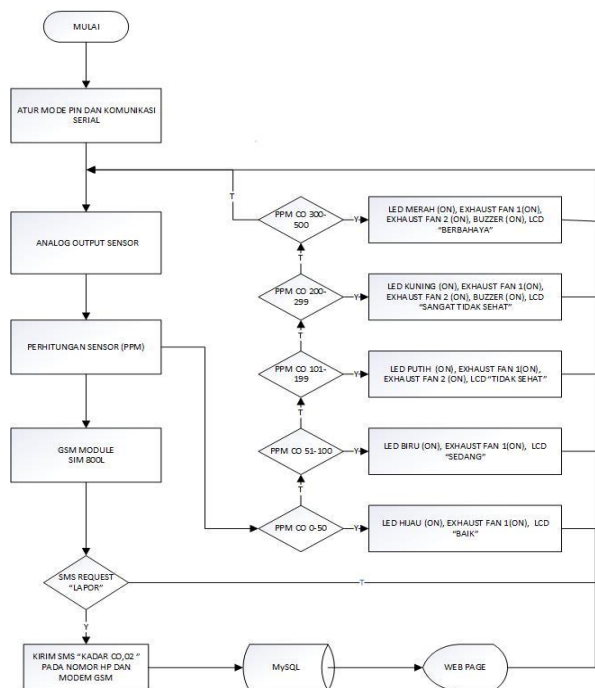 MULAI
ATUR MODE PIN DAN KOMUNIKASI
SERIAL
T
PPM CO 300-
500
Y
LED MERAH (ON), EXHAUST FAN 1(ON),
EXHAUST FAN 2 (ON), BUZZER (ON), LCD
"BERBAHAYA"
ANALOG OUTPUT SENSOR
T
PPM CO 200-
299
Y
LED KUNING (ON), EXHAUST FAN 1(ON),
EXHAUST FAN 2 (ON), BUZZER (ON), LCD
"SANGAT TIDAK SEHAT"
PERHITUNGAN SENSOR (PPM)
T
PPM CO 101-
199
Y
LED PUTIH (ON), EXHAUST FAN 1(ON),
EXHAUST FAN 2 (ON), LCD "TIDAK SEHAT"
T
GSM MODULE
SIM 800L
PPM CO 51-100
Y
LED BIRU (ON), EXHAUST FAN 1(ON), LCD
"SEDANG"
T
PPM CO 0-50
Y
LED HIJAU (ON), EXHAUST FAN 1(ON), LCD
"BAIK"
SMS REQUEST
"LAPOR"
T
Y
KIRIM SMS "KADAR CO,02"
PADA NOMOR HP DAN
MODEM GSM
MySQL
WEB PAGE